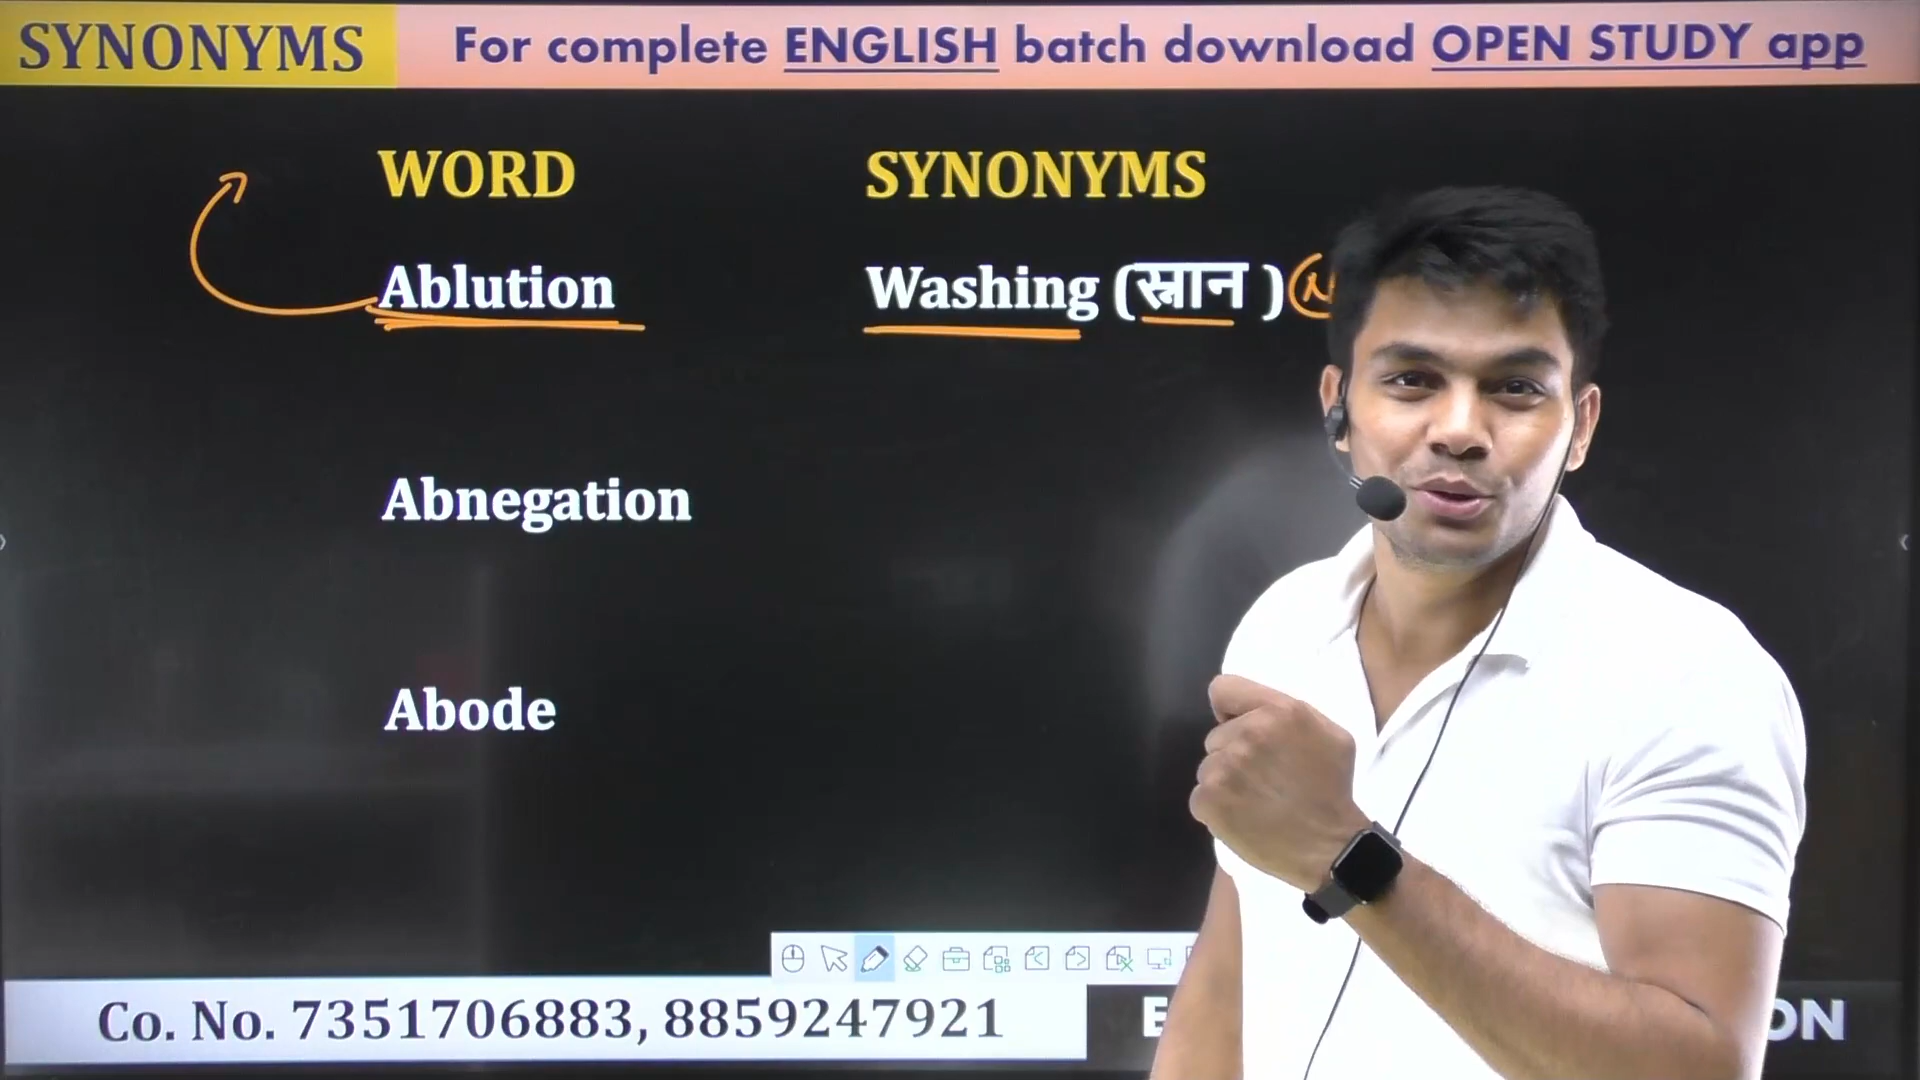 SYNONYMS For complete ENGLISH batch download OPEN STUDY app
WORD SYNONYMS
Ablution Washing (स्नान )
Abnegation
Abode
Co. No. 7351706883, 8859247921